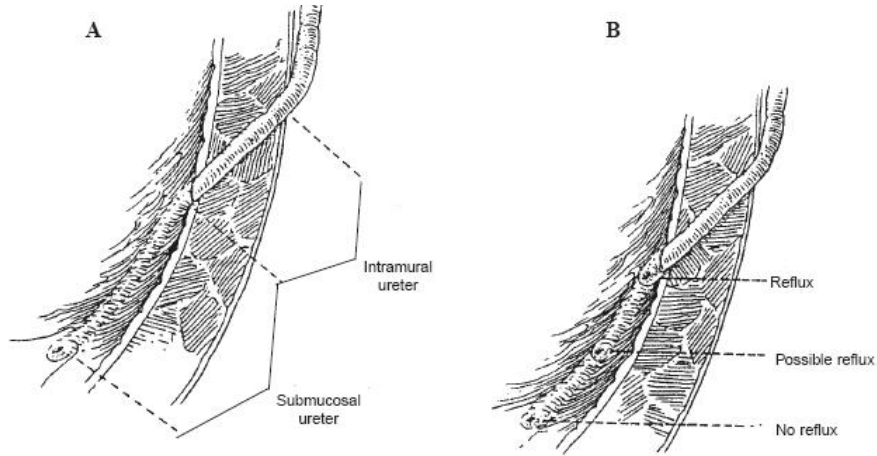 A
B
Intramural
ureter
Submucosal
ureter
Reflux
Possible reflux
No reflux